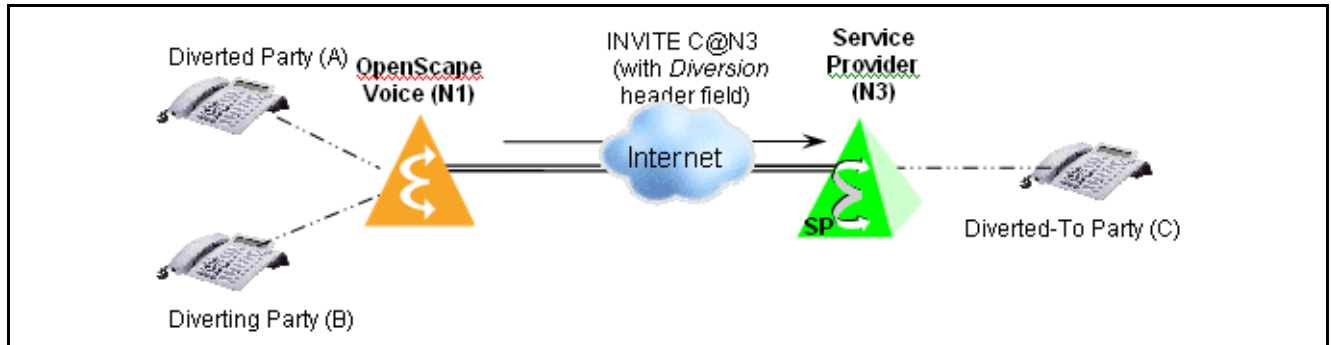 Diverted Party (A)
OpenScape
Voice (N1)
INVITE C@N3
(with Diversion
header field)
Service
Provider
(N3)
Internet
SP
Diverted-To Party (C)
Diverting Party (B)